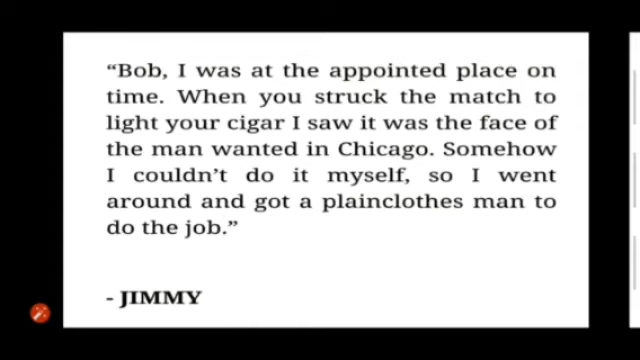 “Bob, I was at the appointed place on
time. When you struck the match to
light your cigar I saw it was the face of
the man wanted in Chicago. Somehow
I couldn’t do it myself, so I went
around and got a plainclothes man to
do the job.”
- JIMMY